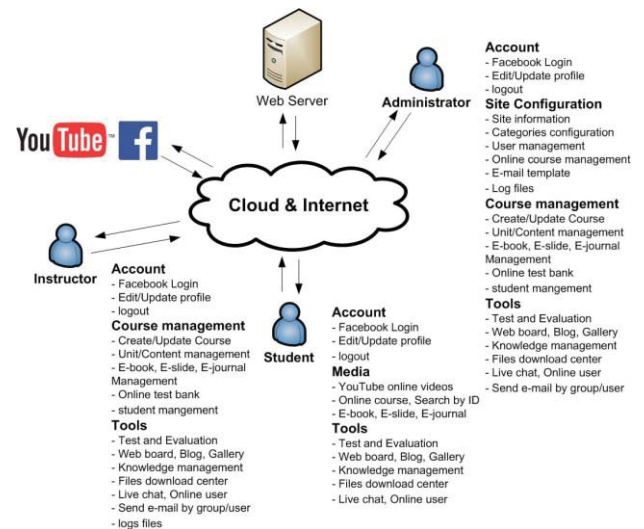 Web Server
YouTube™ f
Cloud & Internet
Administrator
Account
- Facebook Login
- Edit/Update profile
- logout
Site Configuration
- Site information
- Categories configuration
- User management
- Online course management
- E-mail template
- Log files
Course management
- Create/Update Course
- Unit/Content management
- E-book, E-slide, E-journal
Management
- Online test bank
- student mangement
Tools
- Test and Evaluation
- Web board, Blog, Gallery
- Knowledge management
- Files download center
- Live chat, Online user
- Send e-mail by group/user
Instructor
Account
- Facebook Login
- Edit/Update profile
- logout
Course management
- Create/Update Course
- Unit/Content management
- E-book, E-slide, E-journal
Management
- Online test bank
- student mangement
Tools
- Test and Evaluation
- Web board, Blog, Gallery
- Knowledge management
- Files download center
- Live chat, Online user
- Send e-mail by group/user
- logs files
Student
Account
- Facebook Login
- Edit/Update profile
- logout
Media
- YouTube online videos
- Online course, Search by ID
- E-book, E-slide, E-journal
Tools
- Test and Evaluation
- Web board, Blog, Gallery
- Knowledge management
- Files download center
- Live chat, Online user